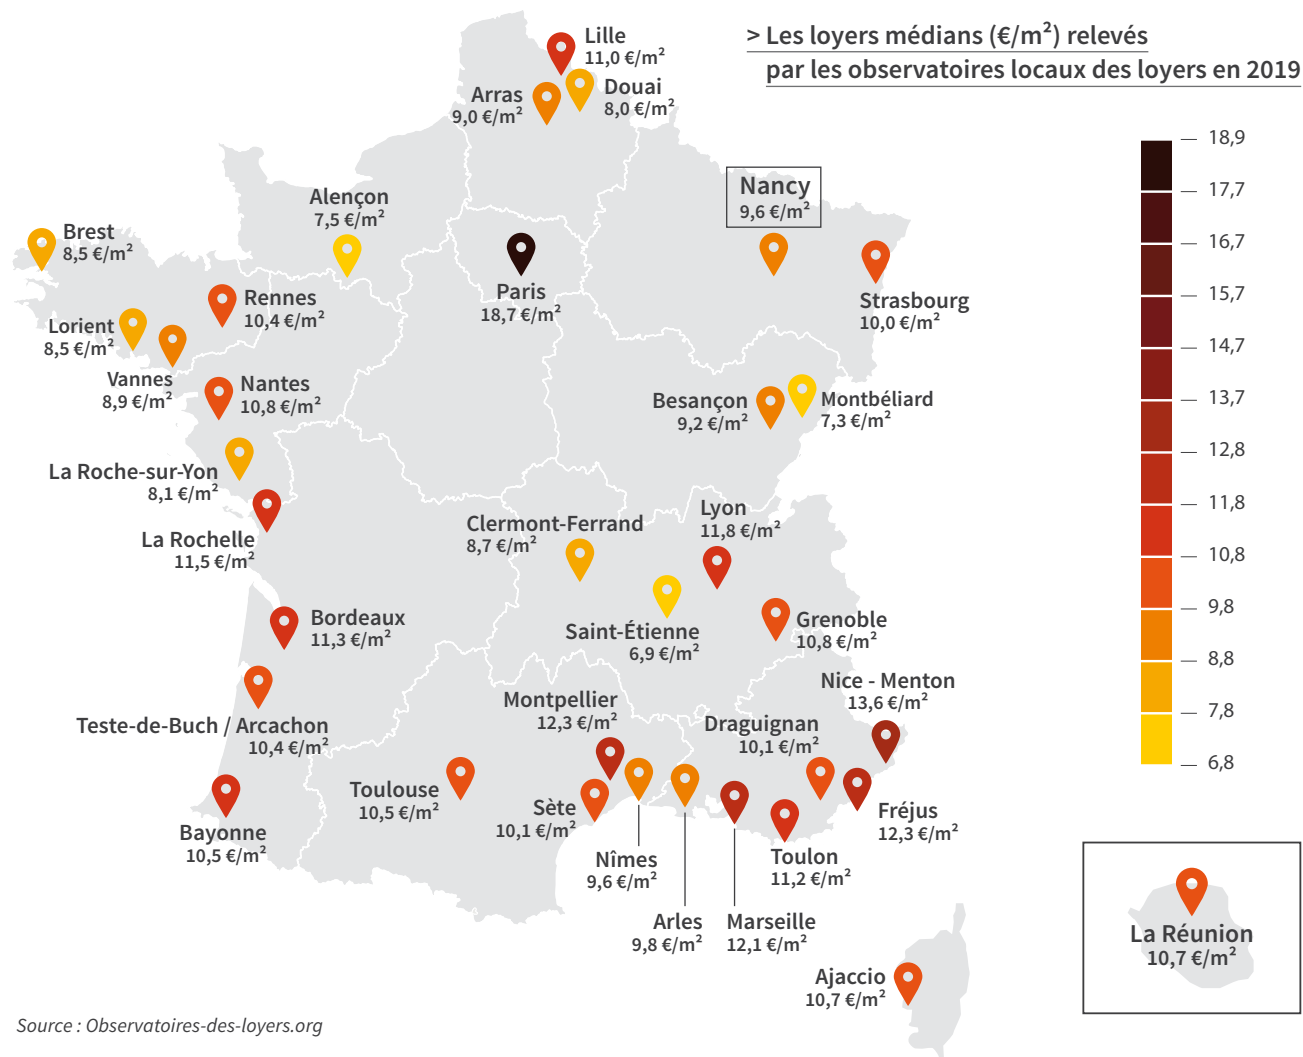 > Les loyers médians (€/m²) relevés
par les observatoires locaux des loyers en 2019
Lille
11,0 €/m²
Douai
8,0 €/m²
Arras
9,0 €/m²
Alençon
7,5 €/m²
Nancy
9,6 €/m²
Brest
8,5 €/m²
Rennes
10,4 €/m²
Paris
18,7 €/m²
Strasbourg
10,0 €/m²
Lorient
8,5 €/m²
Vannes
8,9 €/m²
Nantes
10,8 €/m²
Besançon
9,2 €/m²
Montbéliard
7,3 €/m²
La Roche-sur-Yon
8,1 €/m²
La Rochelle
11,5 €/m²
Clermont-Ferrand
8,7 €/m²
Lyon
11,8 €/m²
Saint-Étienne
6,9 €/m²
Grenoble
10,8 €/m²
Bordeaux
11,3 €/m²
Teste-de-Buch / Arcachon
10,4 €/m²
Montpellier
12,3 €/m²
Draguignan
10,1 €/m²
Nice - Menton
13,6 €/m²
Bayonne
10,5 €/m²
Toulouse
10,5 €/m²
Sète
10,1 €/m²
Nîmes
9,6 €/m²
Arles
9,8 €/m²
Marseille
12,1 €/m²
Toulon
11,2 €/m²
Fréjus
12,3 €/m²
Ajaccio
10,7 €/m²
La Réunion
10,7 €/m²
18,9
17,7
16,7
15,7
14,7
13,7
12,8
11,8
10,8
9,8
8,8
7,8
6,8
Source : Observatoires-des-loyers.org